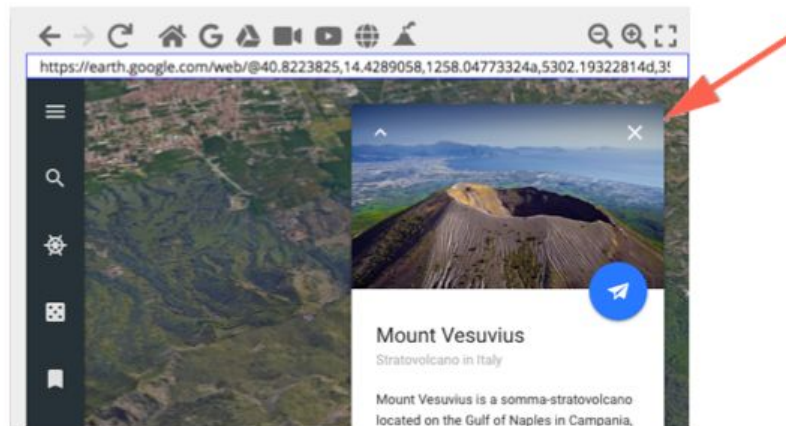 https://earth.google.com/web/@40.8223825,14.4289058,1258.04773324a,5302.19322814d,35
Mount Vesuvius
Stratovolcano in Italy
Mount Vesuvius is a somma-stratovolcano
located on the Gulf of Naples in Campania,